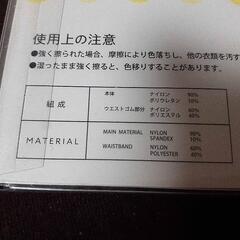 使用上の注意
●強く擦られた場合、摩擦により色落ちし、他の衣類を汚す
●湿ったまま強く擦ると、色移りすることがあります。
組成
本体 ナイロン 90%
ポリウレタン 10%
ウエストゴム部分 ナイロン 60%
ポリエステル 40%
MATERIAL
MAIN MATERIAL NYLON 90%
SPANDEX 10%
WAISTBAND NYLON 60%
POLYESTER 40%